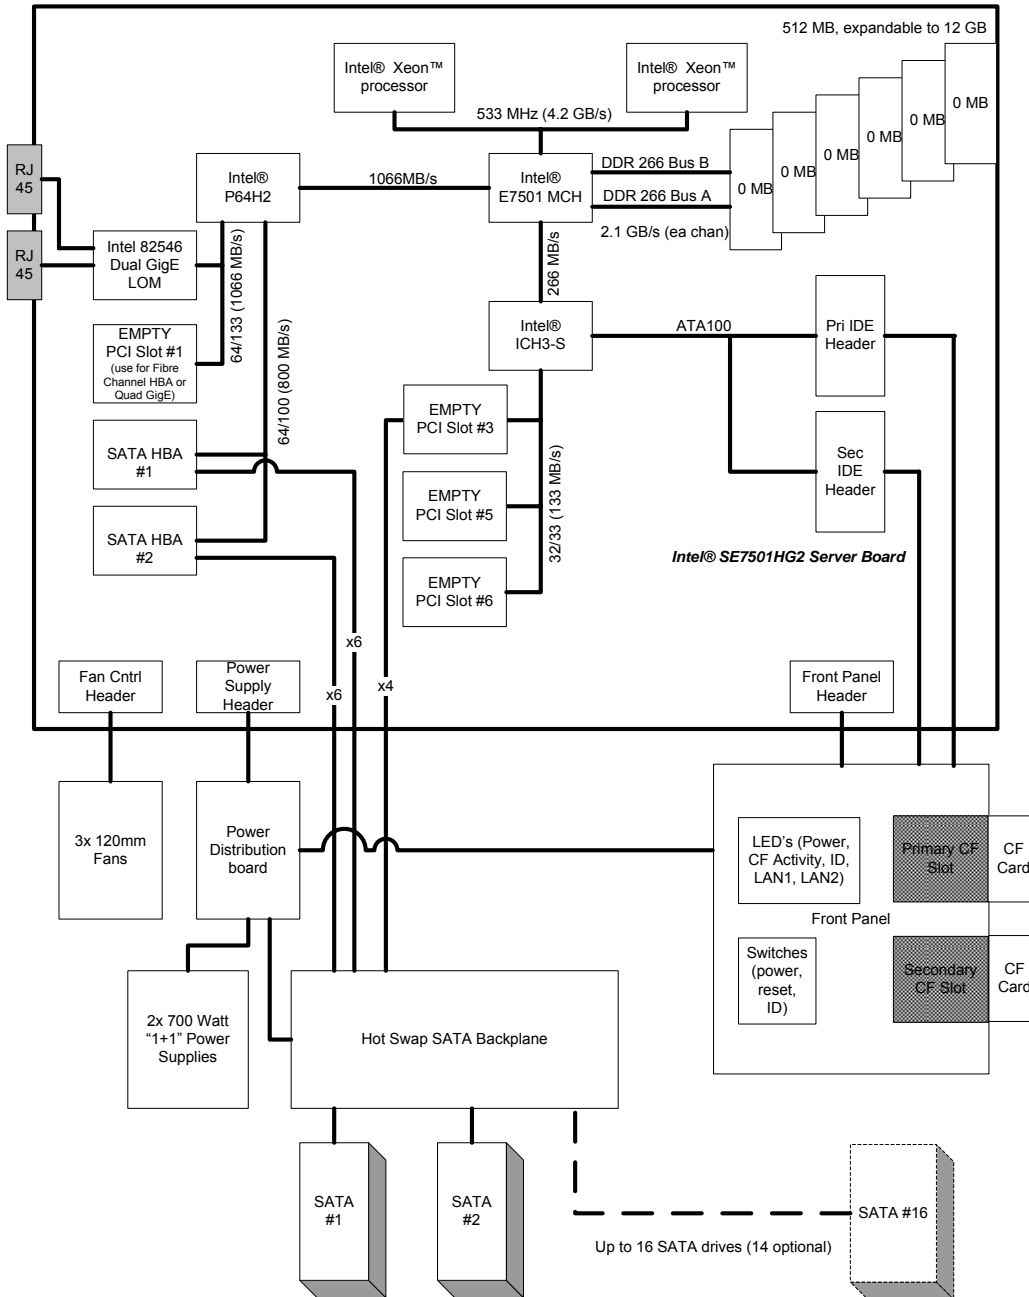 512 MB, expandable to 12 GB
Intel® Xeon™
processor
Intel® Xeon™
processor
533 MHz (4.2 GB/s)
0 MB
0 MB
0 MB
0 MB
0 MB
0 MB
RJ
45
RJ
45
Intel®
P64H2
1066MB/s
Intel®
E7501 MCH
DDR 266 Bus B
DDR 266 Bus A
2.1 GB/s (ea chan)
Intel 82546
Dual GigE
LOM
64/133 (1066 MB/s)
266 MB/s
EMPTY
PCI Slot #1
(use for Fibre
Channel HBA or
Quad GigE)
64/100 (800 MB/s)
Intel®
ICH3-S
ATA100
Pri IDE
Header
SATA HBA
#1
EMPTY
PCI Slot #3
Sec
IDE
Header
SATA HBA
#2
EMPTY
PCI Slot #5
32/33 (133 MB/s)
Intel® SE7501HG2 Server Board
EMPTY
PCI Slot #6
x6
x6
x4
Fan Cntrl
Header
Power
Supply
Header
Front Panel
Header
3x 120mm
Fans
Power
Distribution
board
LED's (Power,
CF Activity, ID,
LAN1, LAN2)
Primary CF
Slot
CF
Card
Front Panel
Switches
(power,
reset,
ID)
Secondary
CF Slot
CF
Card
2x 700 Watt
“1+1” Power
Supplies
Hot Swap SATA Backplane
SATA
#1
SATA
#2
SATA #16
Up to 16 SATA drives (14 optional)